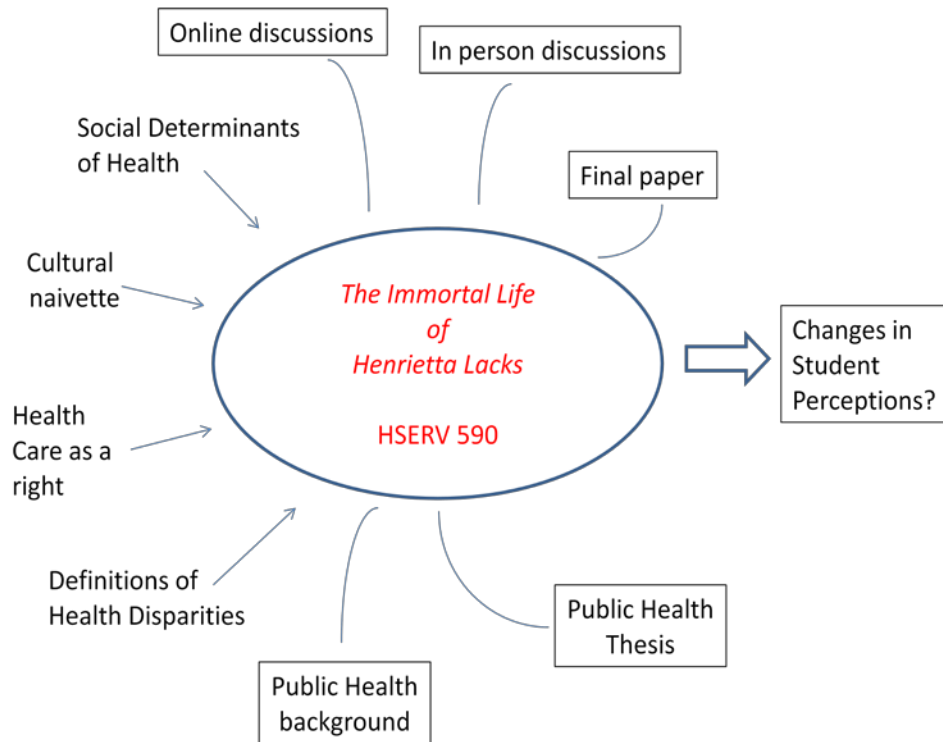 Online discussions
In person discussions
Social Determinants
of Health
Final paper
Cultural
naivette
The Immortal Life
of
Henrietta Lacks
HSERV 590
Changes in
Student
Perceptions?
Health
Care as a
right
Definitions of
Health Disparities
Public Health
Thesis
Public Health
background